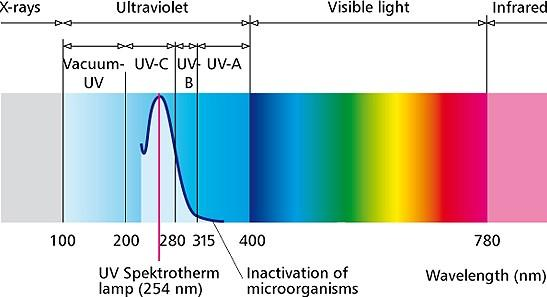 X-rays Ultraviolet Visible light Infrared
Vacuum-
UV
UV-C
UV-
B
UV-A
100 200 280 315 400 780
UV Spektrotherm
lamp (254 nm)
Inactivation of
microorganisms
Wavelength (nm)